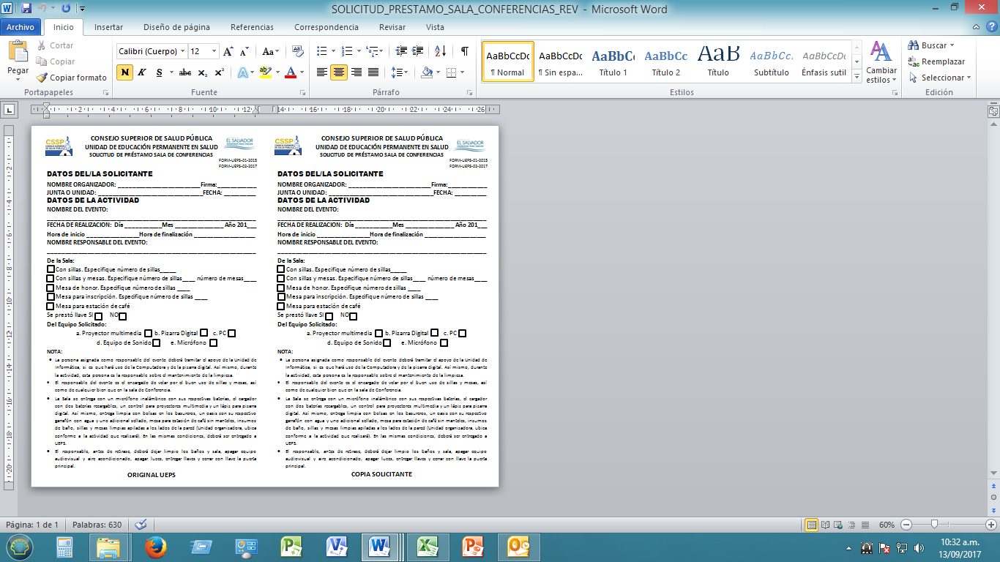 SOLICITUD_PRESTAMO_SALA_CONFERENCIAS_REV - Microsoft Word
Archivo Inicio Insertar Diseño de página Referencias Correspondencia Revisar Vista
Pegar
Cortar
Copiar
Copiar formato
Portapapeles
Calibri (Cuerpo) 12
N K S abc x₂ x²
Fuente
Párrafo
AaBbCcDc AaBbCcDc AaBbC AaBbCc AaB AaBbCc. AaBbCcDc
¶ Normal ¶ Sin espa... Título 1 Título 2 Título Subtítulo Énfasis sutil
Cambiar estilos
Estilos
Buscar
Reemplazar
Seleccionar
Edición
2 4 6 8 10 12 14 16 18 20 22 24 26
CSSP
EL SALVADOR
CONSEJO SUPERIOR DE SALUD PÚBLICA
UNIDAD DE EDUCACIÓN PERMANENTE EN SALUD
SOLICITUD DE PRÉSTAMO SALA DE CONFERENCIAS
FORM-UEPS-01-2015
FORM-UEPS-02-2017
DATOS DEL/LA SOLICITANTE
NOMBRE ORGANIZADOR: ____________________Firma:__________
JUNTA O UNIDAD: ____________________FECHA: __________
DATOS DE LA ACTIVIDAD
NOMBRE DEL EVENTO:
FECHA DE REALIZACION: Día __________Mes __________ Año 201__
Hora de inicio __________Hora de finalización __________
NOMBRE RESPONSABLE DEL EVENTO:
De la Sala:
Con sillas. Especifique número de sillas_____
Con sillas y mesas. Especifique número de sillas____ número de mesas____
Mesa de honor. Especifique número de sillas ____
Mesa para inscripción. Especifique número de sillas ____
Mesa para estación de café
Se prestó llave SI NO
Del Equipo Solicitado:
a. Proyector multimedia b. Pizarra Digital c. PC
d. Equipo de Sonido e. Micrófono
NOTA:
• La persona asignada como responsable del evento deberá tramitar el apoyo de la Unidad de
Informática, si es que hará uso de la Computadora y de la pizarra digital. Así mismo, durante
la actividad, esta persona es la responsable sobre el mantenimiento de la limpieza.
• El responsable del evento es el encargado de velar por el buen uso de sillas y mesas, así
como de cualquier bien que en la sala de Conferencia.
• La Sala se entrega con un micrófono inalámbrico con sus respectivas baterías, el cargador
con dos baterías recargables, un control para proyectores multimedia y un lápiz para pizarra
digital. Así mismo, entrega limpia con bolsas en los basureros, un oasis con su respectivo
garrafón con agua y uno adicional sellado, mesa para estación de café sin manteles, insumos
de baño, sillas y mesas limpias apiladas a los lados de la pared (Unidad organizadora, ubica
conforme a la actividad que realizará). En las mismas condiciones, deberá ser entregado a
UEPS.
• El responsable, antes de retirase, deberá dejar limpio los baños y sala, apagar equipo
audiovisual y aire acondicionado, apagar luces, entregar llaves y cerrar con llave la puerta
principal.
ORIGINAL UEPS
CSSP
EL SALVADOR
CONSEJO SUPERIOR DE SALUD PÚBLICA
UNIDAD DE EDUCACIÓN PERMANENTE EN SALUD
SOLICITUD DE PRÉSTAMO SALA DE CONFERENCIAS
FORM-UEPS-01-2015
FORM-UEPS-02-2017
DATOS DEL/LA SOLICITANTE
NOMBRE ORGANIZADOR: ____________________Firma:__________
JUNTA O UNIDAD: ____________________FECHA: __________
DATOS DE LA ACTIVIDAD
NOMBRE DEL EVENTO:
FECHA DE REALIZACION: Día __________Mes __________ Año 201__
Hora de inicio __________Hora de finalización __________
NOMBRE RESPONSABLE DEL EVENTO:
De la Sala:
Con sillas. Especifique número de sillas_____
Con sillas y mesas. Especifique número de sillas____ número de mesas____
Mesa de honor. Especifique número de sillas ____
Mesa para inscripción. Especifique número de sillas ____
Mesa para estación de café
Se prestó llave SI NO
Del Equipo Solicitado:
a. Proyector multimedia b. Pizarra Digital c. PC
d. Equipo de Sonido e. Micrófono
NOTA:
• La persona asignada como responsable del evento deberá tramitar el apoyo de la Unidad de
Informática, si es que hará uso de la Computadora y de la pizarra digital. Así mismo, durante
la actividad, esta persona es la responsable sobre el mantenimiento de la limpieza.
• El responsable del evento es el encargado de velar por el buen uso de sillas y mesas, así
como de cualquier bien que en la sala de Conferencia.
• La Sala se entrega con un micrófono inalámbrico con sus respectivas baterías, el cargador
con dos baterías recargables, un control para proyectores multimedia y un lápiz para pizarra
digital. Así mismo, entrega limpia con bolsas en los basureros, un oasis con su respectivo
garrafón con agua y uno adicional sellado, mesa para estación de café sin manteles, insumos
de baño, sillas y mesas limpias apiladas a los lados de la pared (Unidad organizadora, ubica
conforme a la actividad que realizará). En las mismas condiciones, deberá ser entregado a
UEPS.
• El responsable, antes de retirase, deberá dejar limpio los baños y sala, apagar equipo
audiovisual y aire acondicionado, apagar luces, entregar llaves y cerrar con llave la puerta
principal.
COPIA SOLICITANTE
Página: 1 de 1 Palabras: 630 60%
10:32 a.m.
13/09/2017